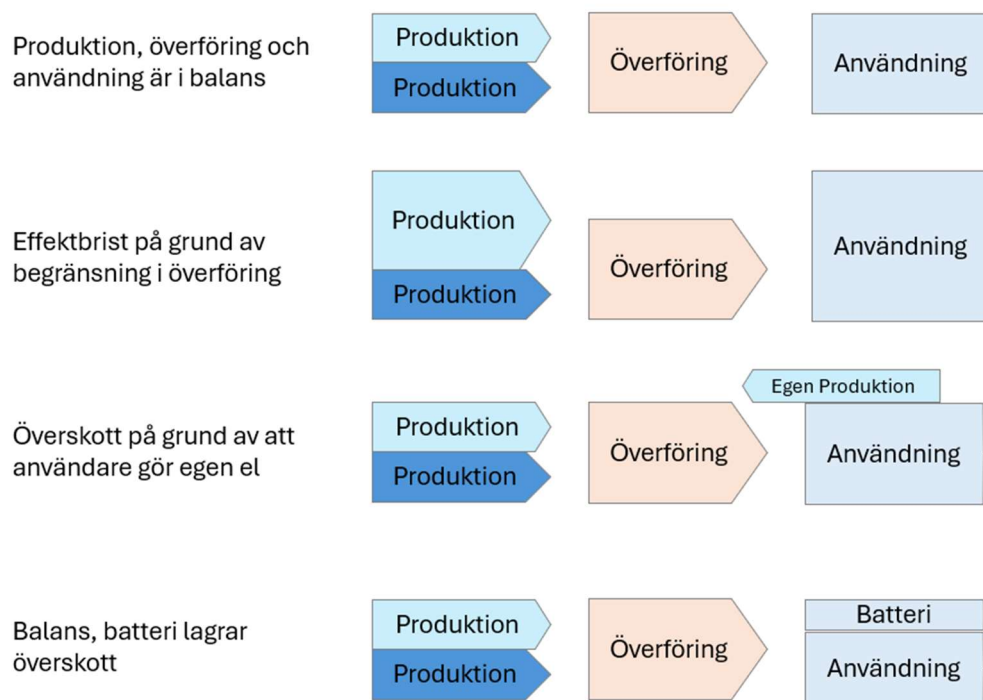 Produktion, överföring och
användning är i balans
Produktion
Produktion
Överföring
Användning
Effektbrist på grund av
begränsning i överföring
Produktion
Produktion
Överföring
Användning
Överskott på grund av att
användare gör egen el
Produktion
Produktion
Överföring
Egen Produktion
Användning
Balans, batteri lagrar
överskott
Produktion
Produktion
Överföring
Batteri
Användning